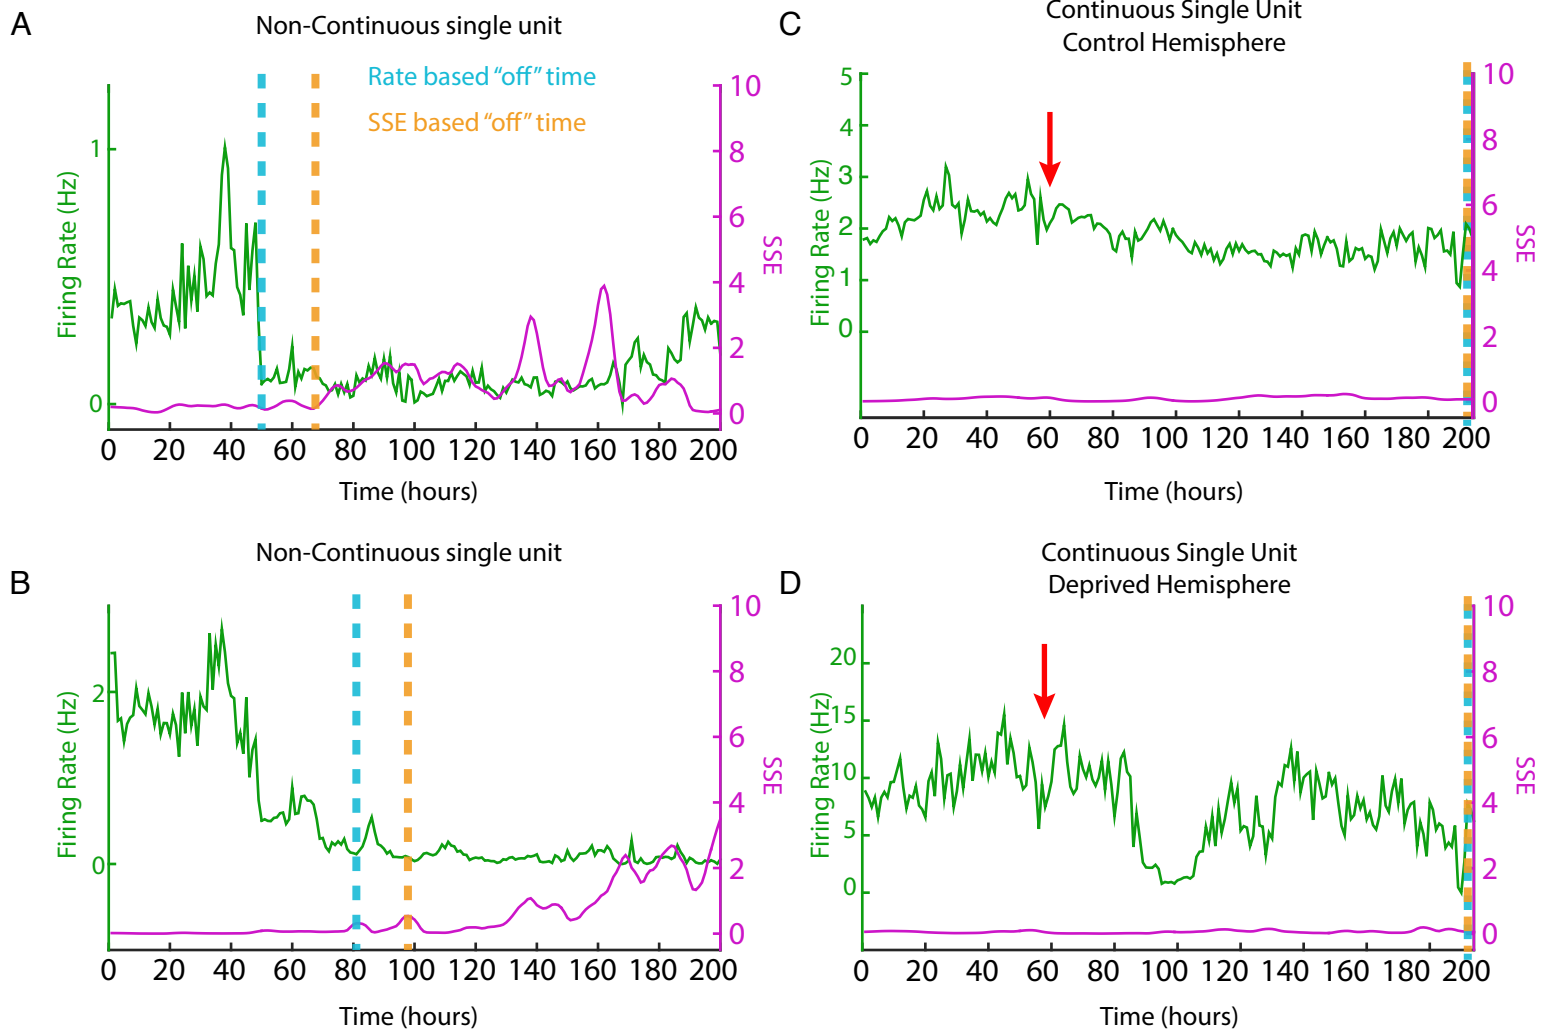 A
Non-Continuous single unit
Rate based “off” time
SSE based “off” time
Firing Rate (Hz)
1
0
10
8
6
4
2
0
SSE
0 20 40 60 80 100 120 140 160 180 200
Time (hours)
C
Continuous Single Unit
Control Hemisphere
Firing Rate (Hz)
5
4
3
2
1
0
10
8
6
4
2
0
SSE
0 20 40 60 80 100 120 140 160 180 200
Time (hours)
B
Non-Continuous single unit
Firing Rate (Hz)
2
0
10
8
6
4
2
0
SSE
0 20 40 60 80 100 120 140 160 180 200
Time (hours)
D
Continuous Single Unit
Deprived Hemisphere
Firing Rate (Hz)
20
15
10
5
0
10
8
6
4
2
0
SSE
0 20 40 60 80 100 120 140 160 180 200
Time (hours)